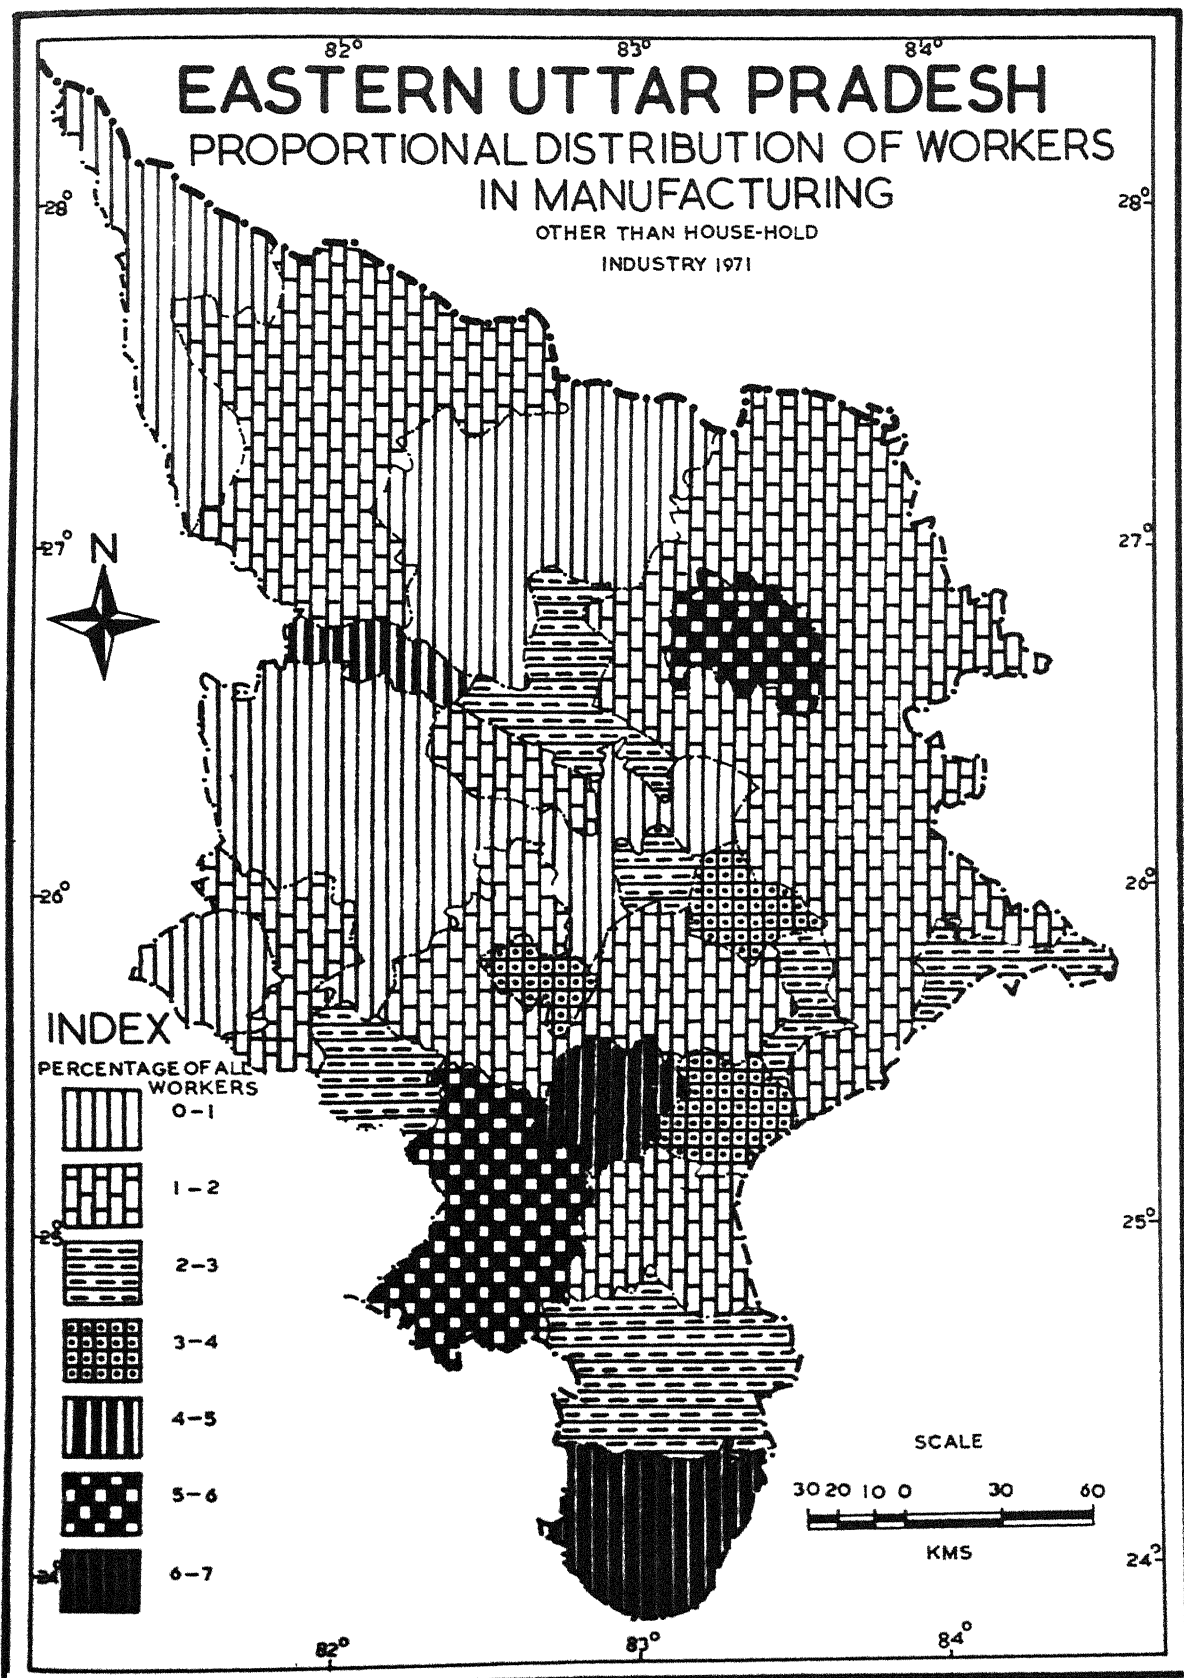 82° 83° 84°
EASTERN UTTAR PRADESH
PROPORTIONAL DISTRIBUTION OF WORKERS
IN MANUFACTURING
OTHER THAN HOUSE-HOLD
INDUSTRY 1971
28° 28°
27° 27°
N
26° 26°
INDEX
PERCENTAGE OF ALL
WORKERS
0-1
1-2
25° 25°
2-3
3-4
4-5
5-6
6-7
SCALE
30 20 10 0 30 60
KMS
24° 24°
82° 83° 84°